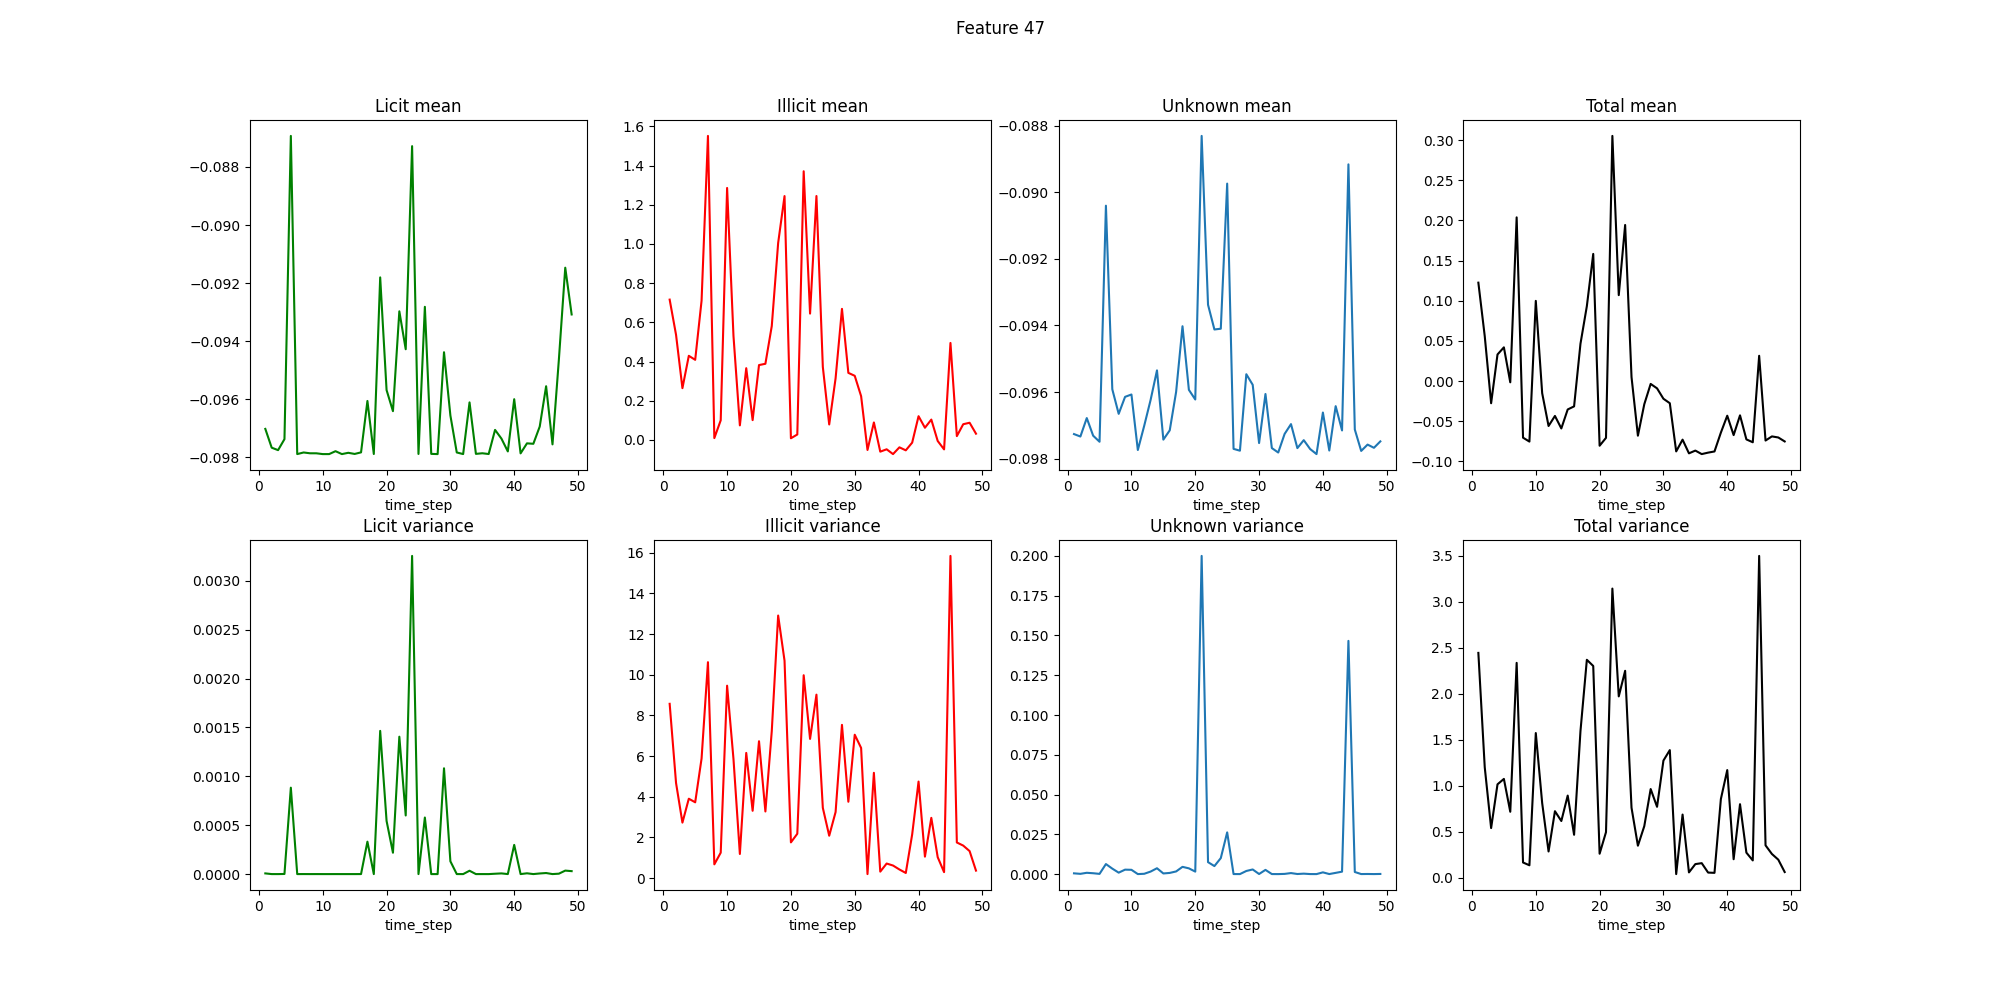 Feature 47
Licit mean
Illicit mean
Unknown mean
Total mean
−0.088
−0.090
−0.092
−0.094
−0.096
−0.098
0 10 20 30 40 50
time_step
1.6
1.4
1.2
1.0
0.8
0.6
0.4
0.2
0.0
0 10 20 30 40 50
time_step
−0.088
−0.090
−0.092
−0.094
−0.096
−0.098
0 10 20 30 40 50
time_step
0.30
0.25
0.20
0.15
0.10
0.05
0.00
−0.05
−0.10
0 10 20 30 40 50
time_step
Licit variance
Illicit variance
Unknown variance
Total variance
0.0030
0.0025
0.0020
0.0015
0.0010
0.0005
0.0000
0 10 20 30 40 50
time_step
16
14
12
10
8
6
4
2
0
0 10 20 30 40 50
time_step
0.200
0.175
0.150
0.125
0.100
0.075
0.050
0.025
0.000
0 10 20 30 40 50
time_step
3.5
3.0
2.5
2.0
1.5
1.0
0.5
0.0
0 10 20 30 40 50
time_step